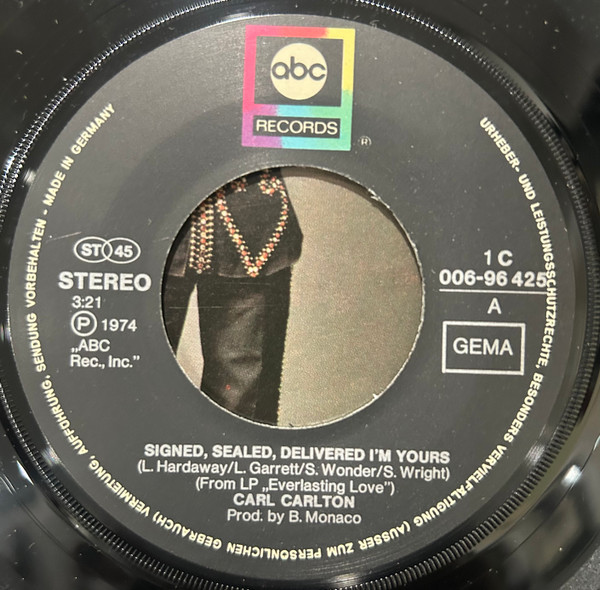 abc
RECORDS
®
ST 45
STEREO
3:21
Ⓟ 1974
„ABC
Rec., Inc.”
1 C
006-96 425
A
GEMA
SIGNED, SEALED, DELIVERED I'M YOURS
(L. Hardaway/L. Garrett/S. Wonder/S. Wright)
(From LP „Everlasting Love”)
CARL CARLTON
Prod. by B. Monaco
URHEBER- UND LEISTUNGSSCHUTZRECHTE, BESONDERS VERVIELFÄLTIGUNG (AUSSER ZUM PERSÖNLICHEN GEBRAUCH) VERMIETUNG, AUFFÜHRUNG, SENDUNG VORBEHALTEN - MADE IN GERMANY